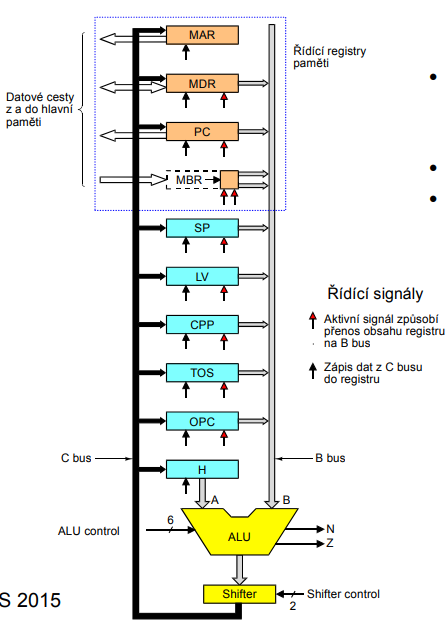 MAR
Řídící registry
paměti
MDR
Datové cesty
z a do hlavní
paměti
PC
MBR
SP
LV
Řídící signály
CPP
Aktivní signál způsobí
přenos obsahu registru
na B bus
TOS
Zápis dat z C busu
do registru
OPC
C bus
B bus
H
A
B
6
ALU control
ALU
N
Z
S 2015
Shifter
Shifter control
2